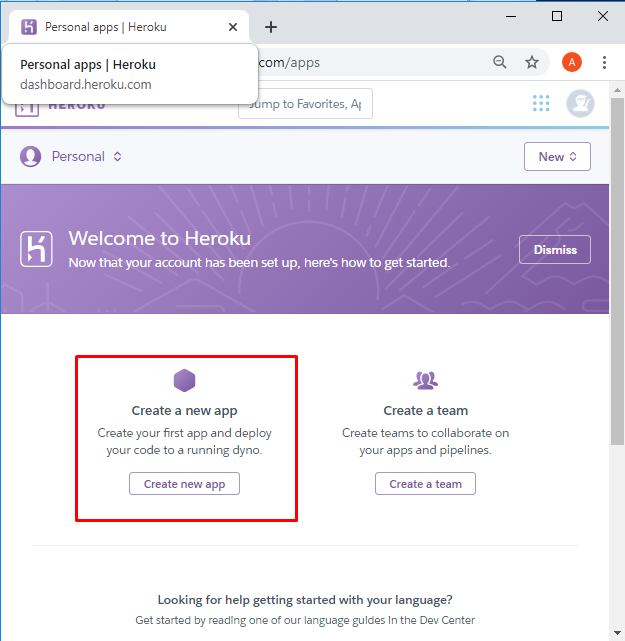 Personal apps | Heroku
Personal apps | Heroku
dashboard.heroku.com
.com/apps
A
HEROKU
Jump to Favorites, Ap
Personal
New
Welcome to Heroku
Now that your account has been set up, here's how to get started.
Dismiss
Create a new app
Create your first app and deploy
your code to a running dyno.
Create new app
Create a team
Create teams to collaborate on
your apps and pipelines.
Create a team
Looking for help getting started with your language?
Get started by reading one of our language guides in the Dev Center